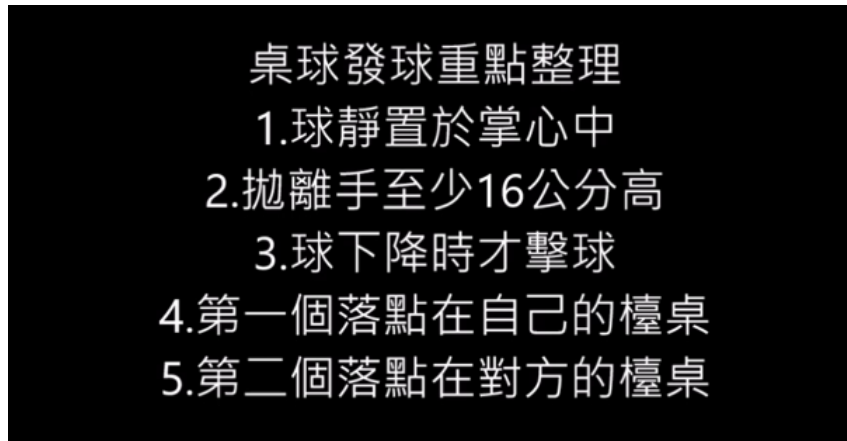 桌球發球重點整理
1.球靜置於掌心中
2.拋離手至少16公分高
3.球下降時才擊球
4.第一個落點在自己的檯桌
5.第二個落點在對方的檯桌